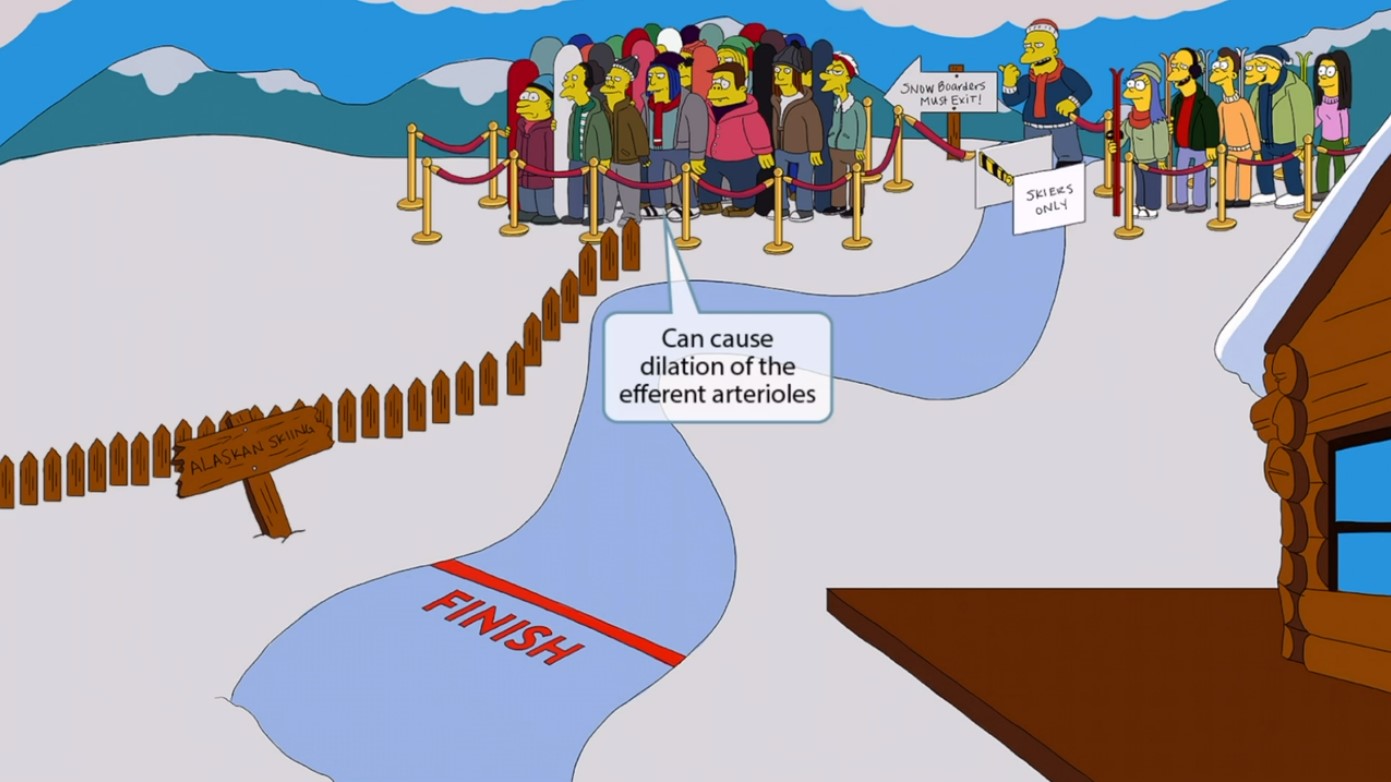 SNOW BOARDERS
MUST EXIT!
SKIERS
ONLY
Can cause
dilation of the
efferent arterioles
ALASKAN SKIING
FINISH